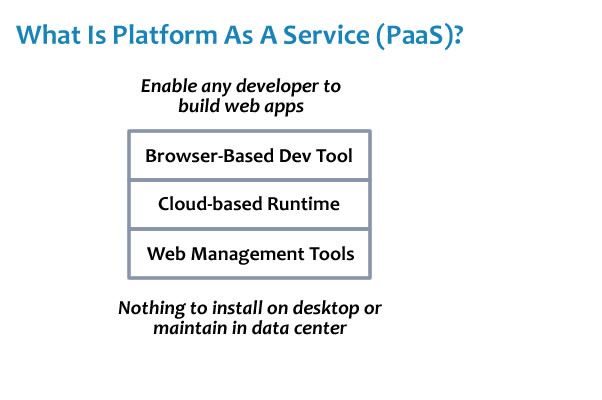 What Is Platform As A Service (PaaS)?
Enable any developer to
build web apps
Browser-Based Dev Tool
Cloud-based Runtime
Web Management Tools
Nothing to install on desktop or
maintain in data center